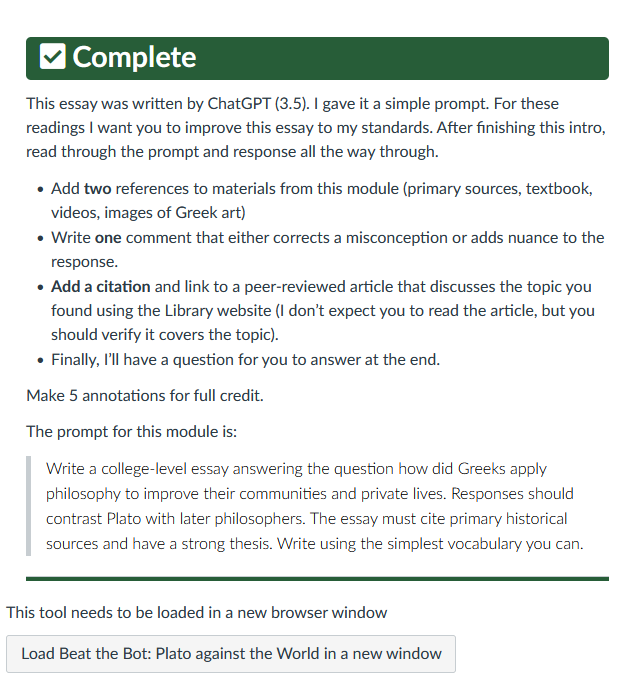 Complete
This essay was written by ChatGPT (3.5). I gave it a simple prompt. For these
readings I want you to improve this essay to my standards. After finishing this intro,
read through the prompt and response all the way through.
• Add two references to materials from this module (primary sources, textbook,
videos, images of Greek art)
• Write one comment that either corrects a misconception or adds nuance to the
response.
• Add a citation and link to a peer-reviewed article that discusses the topic you
found using the Library website (I don't expect you to read the article, but you
should verify it covers the topic).
• Finally, I'll have a question for you to answer at the end.
Make 5 annotations for full credit.
The prompt for this module is:
Write a college-level essay answering the question how did Greeks apply
philosophy to improve their communities and private lives. Responses should
contrast Plato with later philosophers. The essay must cite primary historical
sources and have a strong thesis. Write using the simplest vocabulary you can.
This tool needs to be loaded in a new browser window
Load Beat the Bot: Plato against the World in a new window